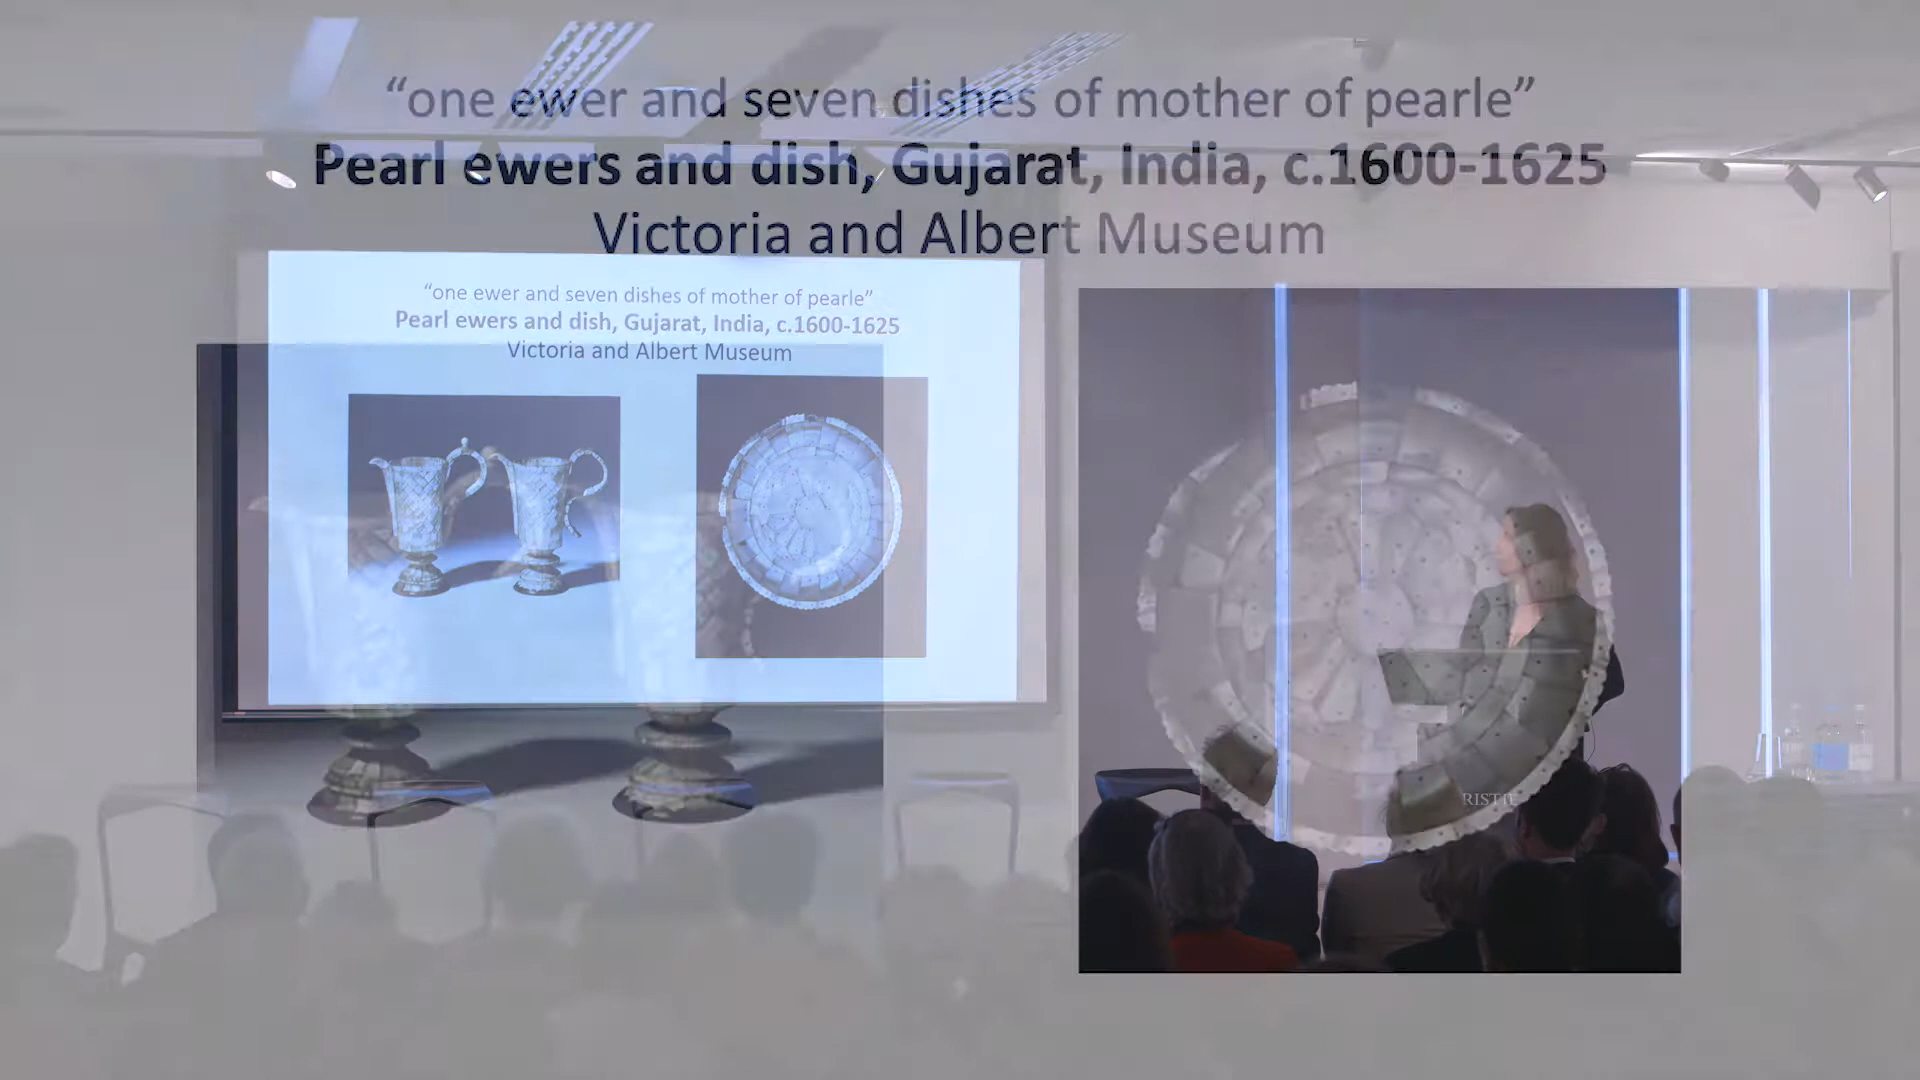 “one ewer and seven dishes of mother of pearle”
Pearl ewers and dish, Gujarat, India, c.1600-1625
Victoria and Albert Museum
“one ewer and seven dishes of mother of pearle”
Pearl ewers and dish, Gujarat, India, c.1600-1625
Victoria and Albert Museum
RISTIE